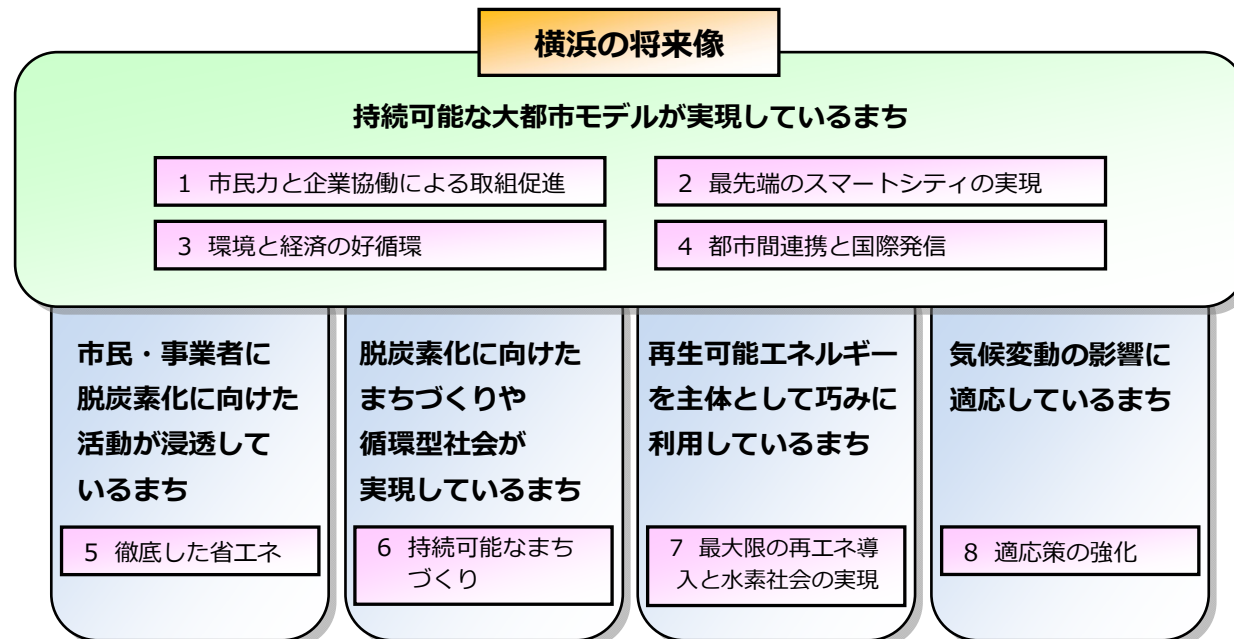 横浜の将来像
持続可能な大都市モデルが実現しているまち
1 市民力と企業協働による取組促進
2 最先端のスマートシティの実現
3 環境と経済の好循環
4 都市間連携と国際発信
市民・事業者に
脱炭素化に向けた
活動が浸透して
いるまち
5 徹底した省エネ
脱炭素化に向けた
まちづくりや
循環型社会が
実現しているまち
6 持続可能なまち
づくり
再生可能エネルギー
を主体として巧みに
利用しているまち
7 最大限の再エネ導
入と水素社会の実現
気候変動の影響に
適応しているまち
8 適応策の強化